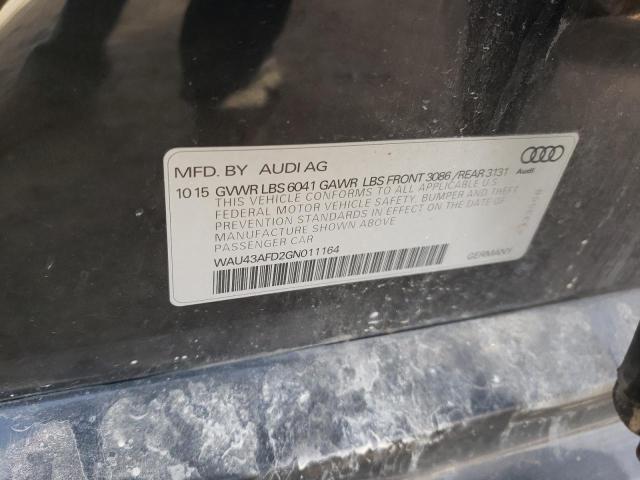 MFD. BY AUDI AG
10 15 GVWR LBS 6041 GAWR LBS FRONT 3086 /REAR 3131
THIS VEHICLE CONFORMS TO ALL APPLICABLE U.S.
FEDERAL MOTOR VEHICLE SAFETY, BUMPER AND THEFT
PREVENTION STANDARDS IN EFFECT ON THE DATE OF
MANUFACTURE SHOWN ABOVE
PASSENGER CAR
WAU43AFD2GN011164
GERMANY
Audi